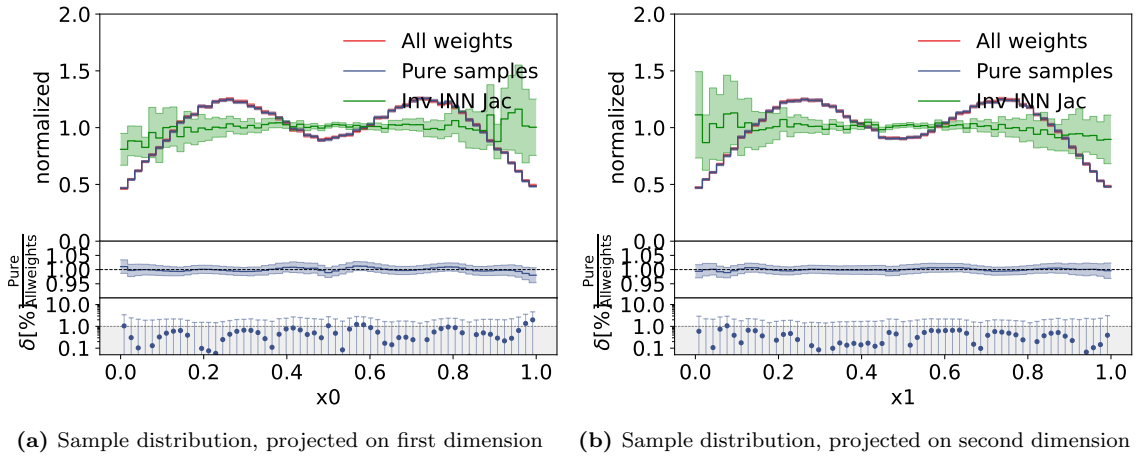 2.0
1.5
1.0
0.5
0.0
normalized
All weights
Pure samples
Inv INN Jac
1.05
1.00
0.95
Pure
Allweights
10.0
1.0
0.1
δ[%]
0.0 0.2 0.4 0.6 0.8 1.0
x0
(a) Sample distribution, projected on first dimension
2.0
1.5
1.0
0.5
0.0
normalized
All weights
Pure samples
Inv INN Jac
1.05
1.00
0.95
Pure
Allweights
10.0
1.0
0.1
δ[%]
0.0 0.2 0.4 0.6 0.8 1.0
x1
(b) Sample distribution, projected on second dimension